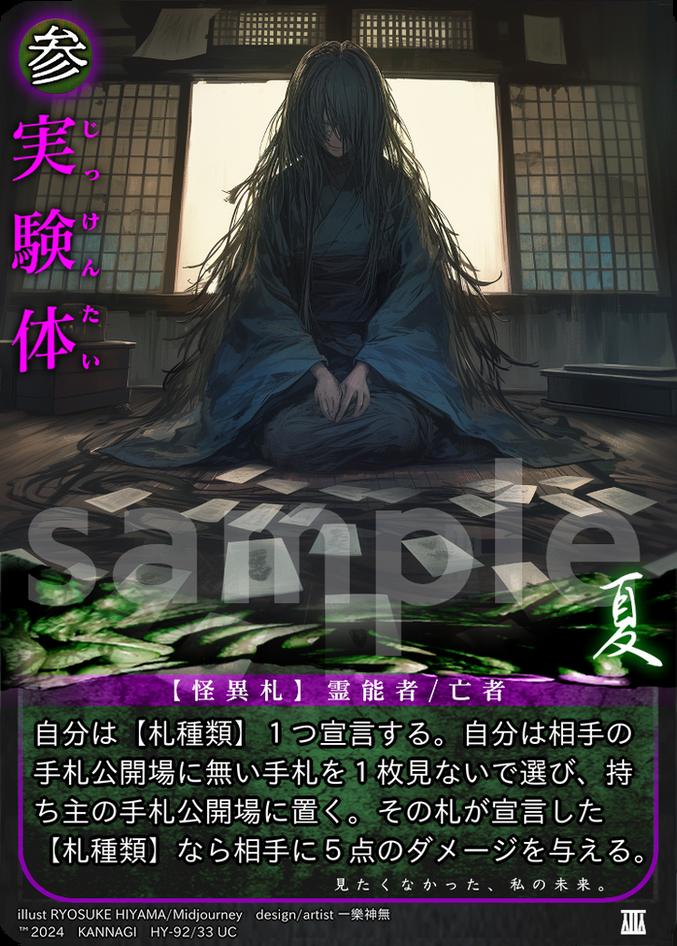 参
実験体
じっけんたい
sample
夏
【怪異札】霊能者/亡者
自分は【札種類】１つ宣言する。自分は相手の
手札公開場に無い手札を１枚見ないで選び、持
ち主の手札公開場に置く。その札が宣言した
【札種類】なら相手に５点のダメージを与える。
見たくなかった、私の未来。
illust RYOSUKE HIYAMA/Midjourney design/artist 一樂神無
™2024 KANNAGI HY-92/33 UC